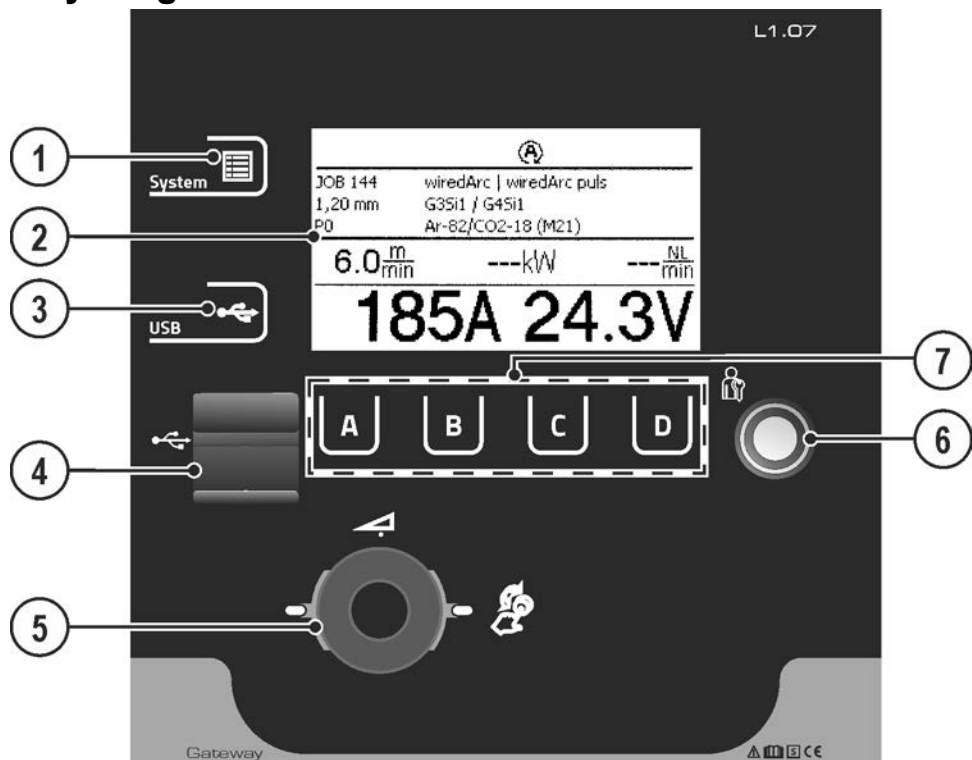 L1.07
1
System
JOB 144 wiredArc | wiredArc puls
1,20 mm G3Si1 / G4Si1
P0 Ar-82/CO2-18 (M21)
2
6.0 m/min ---kW --- NL/min
3
USB
185A 24.3V
7
A B C D
4
6
5
Gateway
S CE